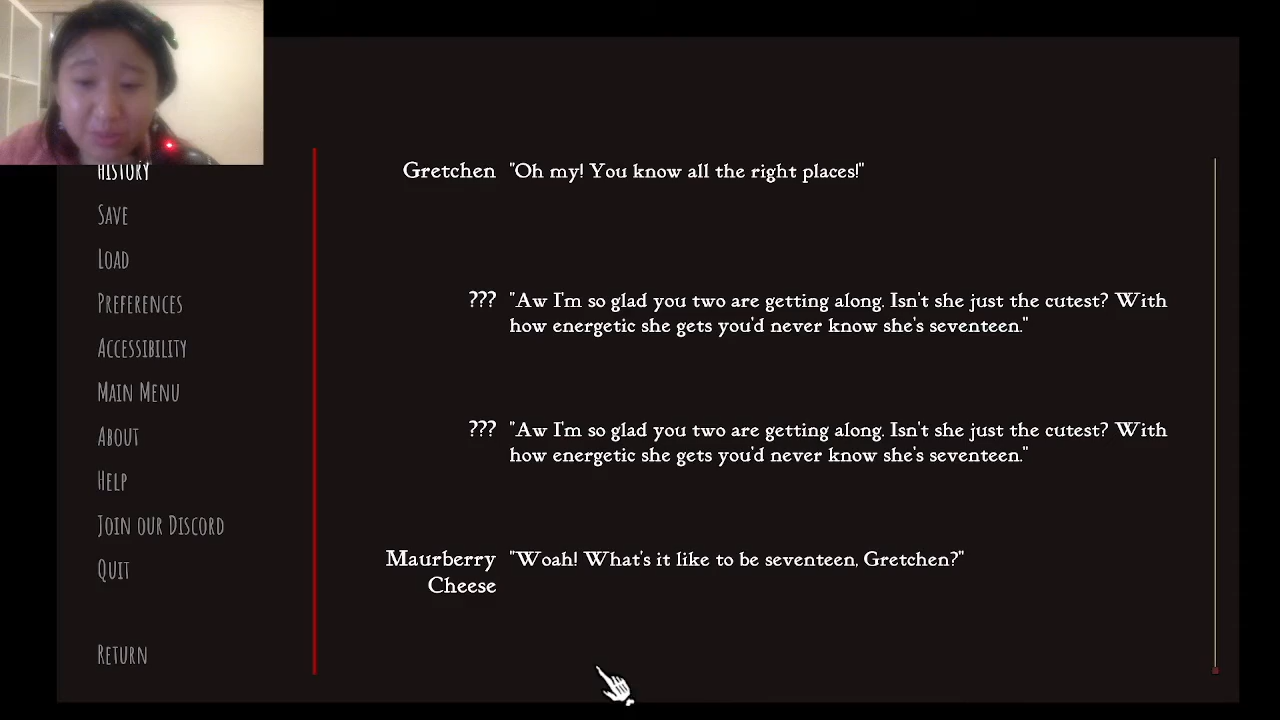 HISTORY
SAVE
LOAD
PREFERENCES
ACCESSIBILITY
MAIN MENU
ABOUT
HELP
JOIN OUR DISCORD
QUIT
RETURN
Gretchen "Oh my! You know all the right places!"
??? "Aw I'm so glad you two are getting along. Isn't she just the cutest? With
how energetic she gets you'd never know she's seventeen."
??? "Aw I'm so glad you two are getting along. Isn't she just the cutest? With
how energetic she gets you'd never know she's seventeen."
Maurberry "Woah! What's it like to be seventeen, Gretchen?"
Cheese